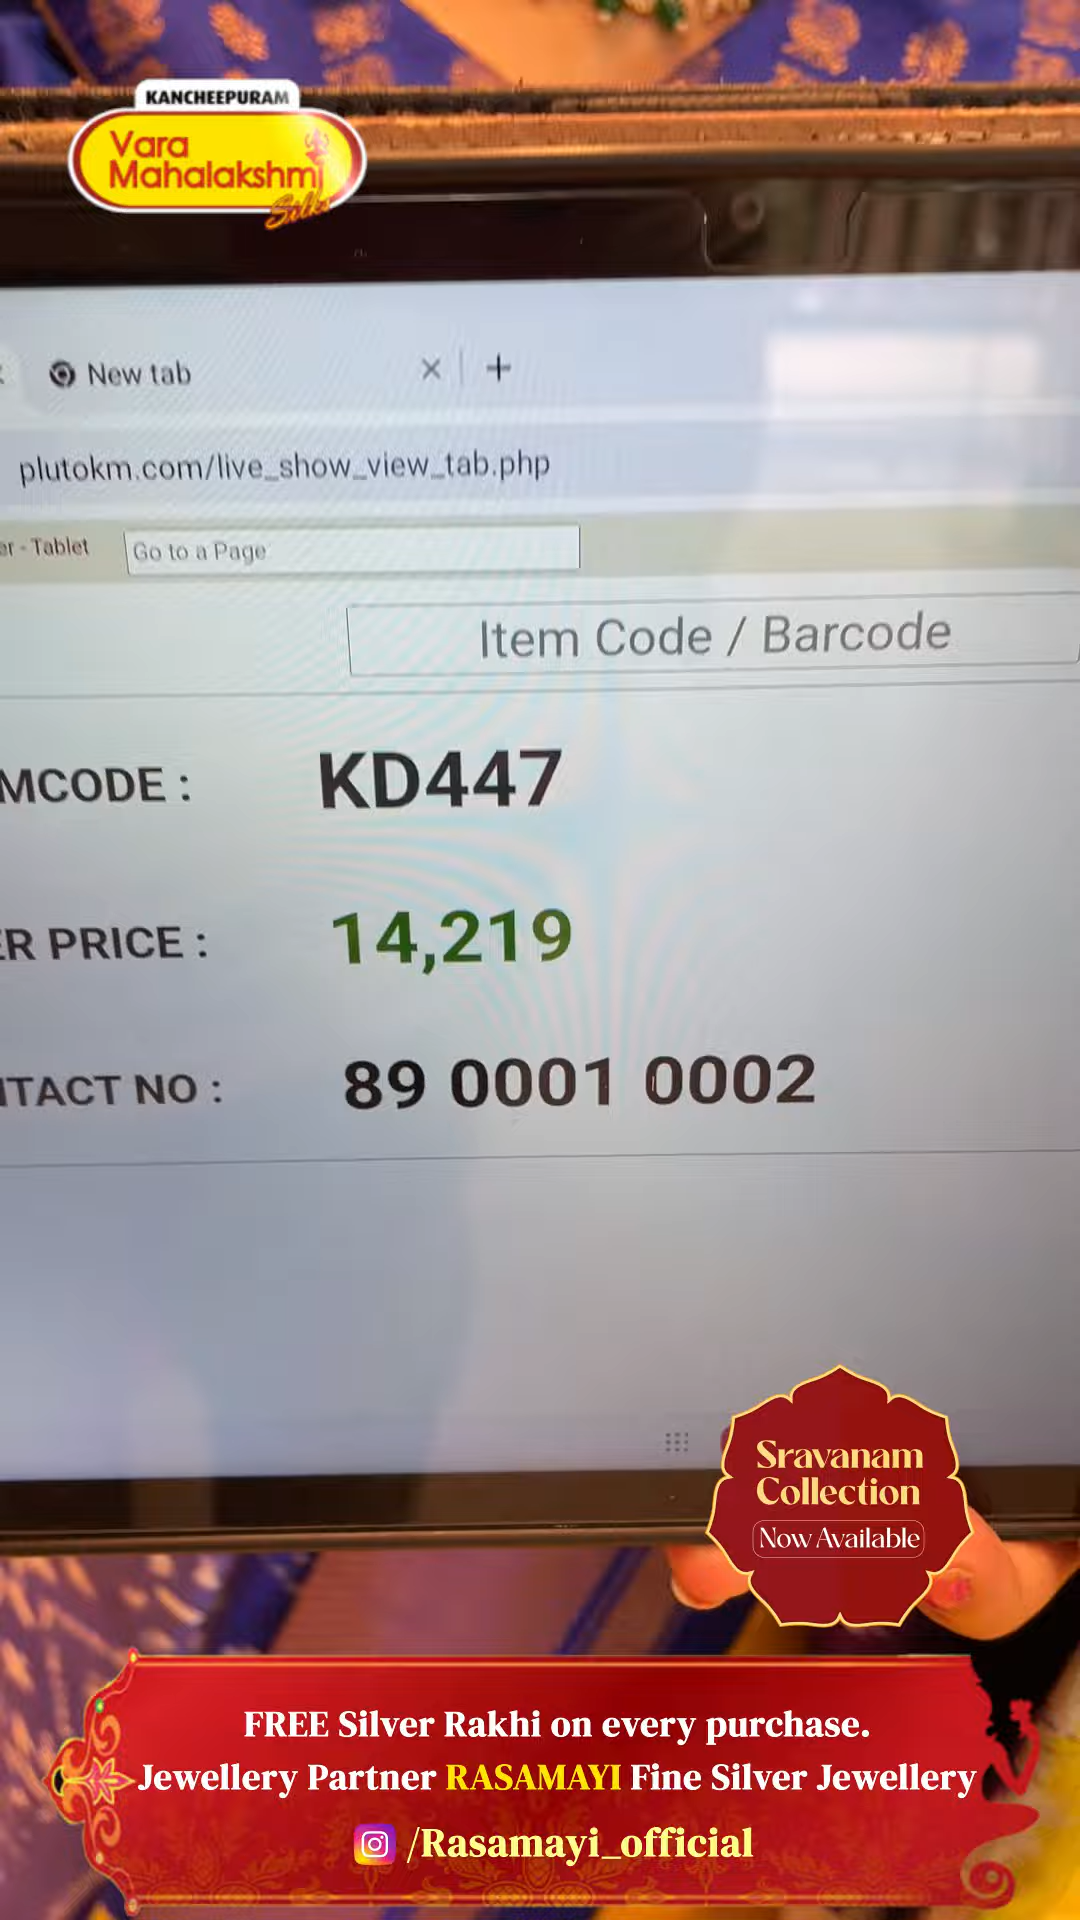 KANCHEEPURAM
Vara
Mahalakshmi
Silks
New tab
plutokm.com/live_show_view_tab.php
er - Tablet
Go to a Page
Item Code / Barcode
MCODE : KD447
ER PRICE : 14,219
NTACT NO : 89 0001 0002
Sravanam
Collection
Now Available
FREE Silver Rakhi on every purchase.
Jewellery Partner RASAMAYI Fine Silver Jewellery
/Rasamayi_official